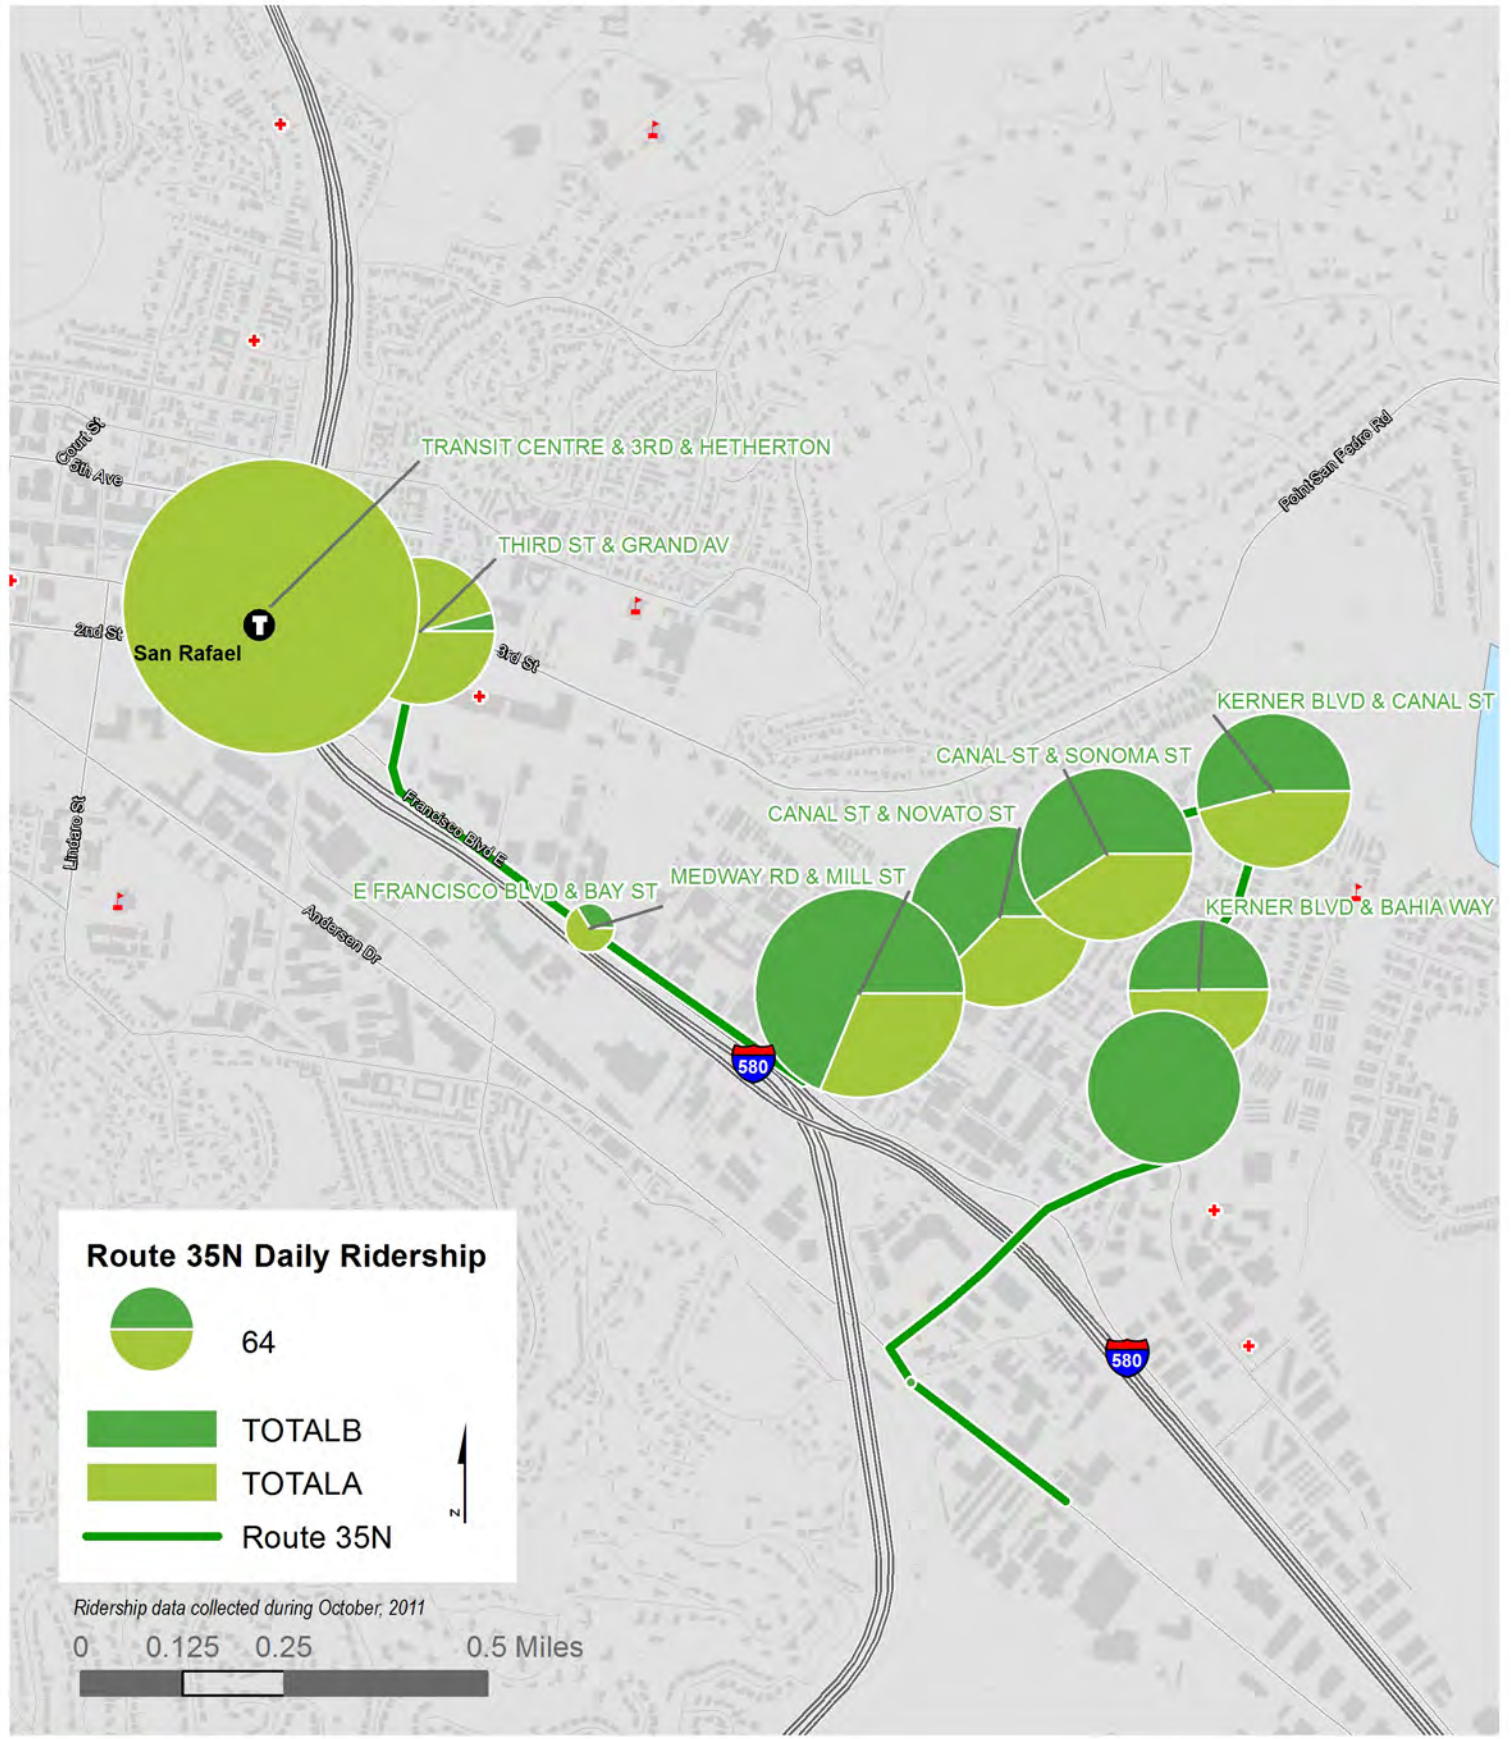 TRANSIT CENTRE & 3RD & HETHERTON
Court St
5th Ave
C
Point San Pedro Rd
THIRD ST & GRAND AV
T
2nd St
San Rafael
3rd St
KERNER BLVD & CANAL ST
CANAL ST & SONOMA ST
CANAL ST & NOVATO ST
Francisco Blvd E
Lindaro St
MEDWAY RD & MILL ST
E FRANCISCO BLVD & BAY ST
KERNER BLVD & BAHIA WAY
Andersen Dr
580
580
Route 35N Daily Ridership
64
TOTALB
TOTALA
Route 35N
N
Ridership data collected during October, 2011
0 0.125 0.25 0.5 Miles